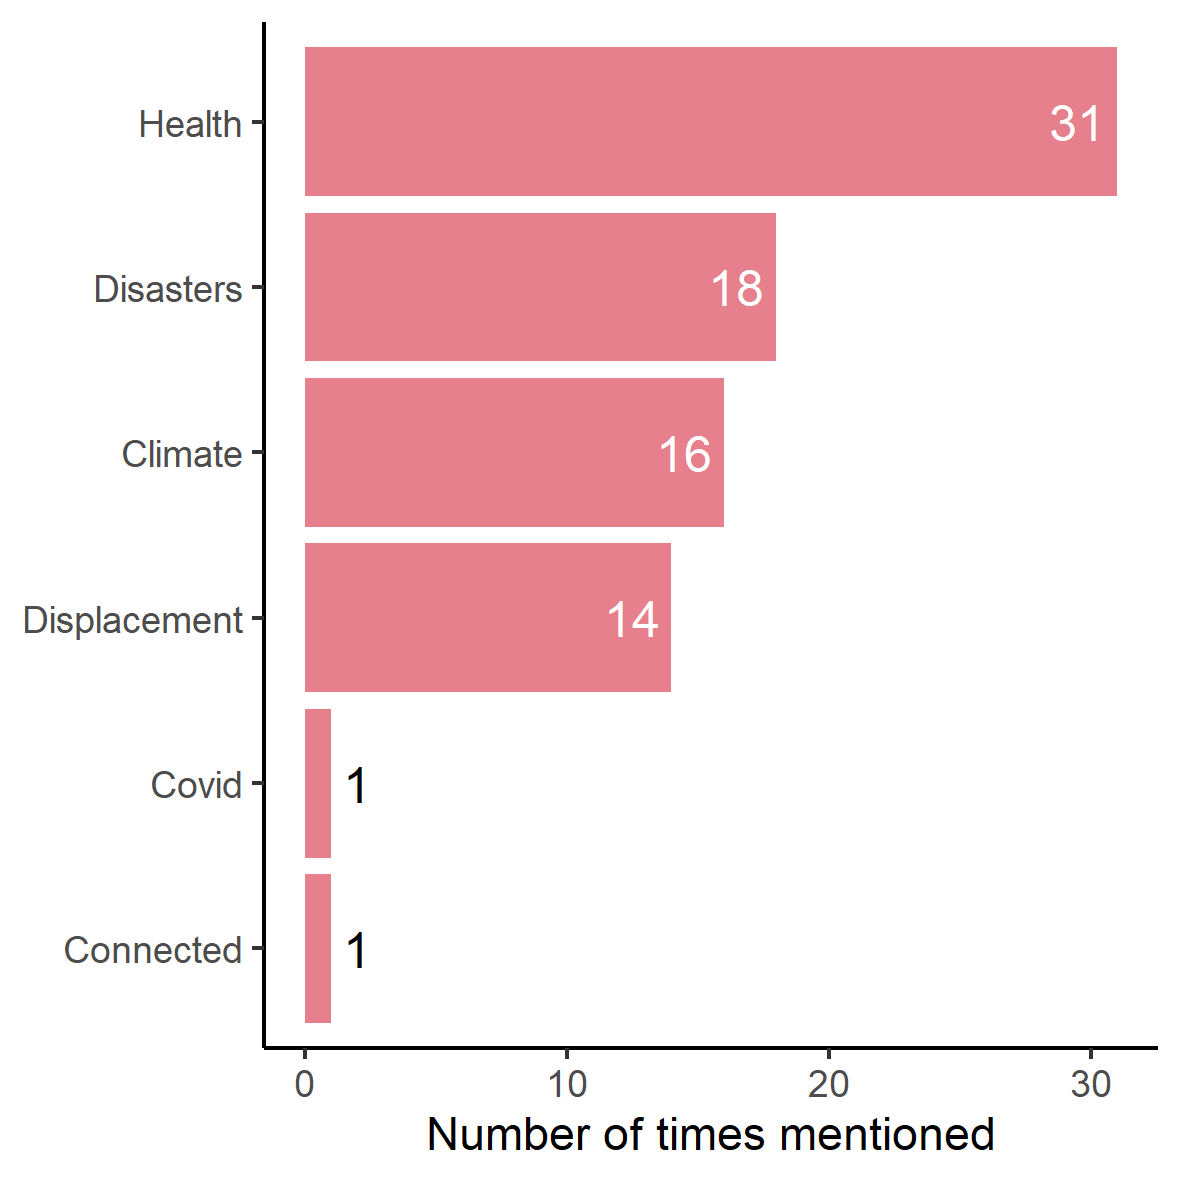 Health
31
Disasters
18
Climate
16
Displacement
14
Covid
1
Connected
1
0 10 20 30
Number of times mentioned